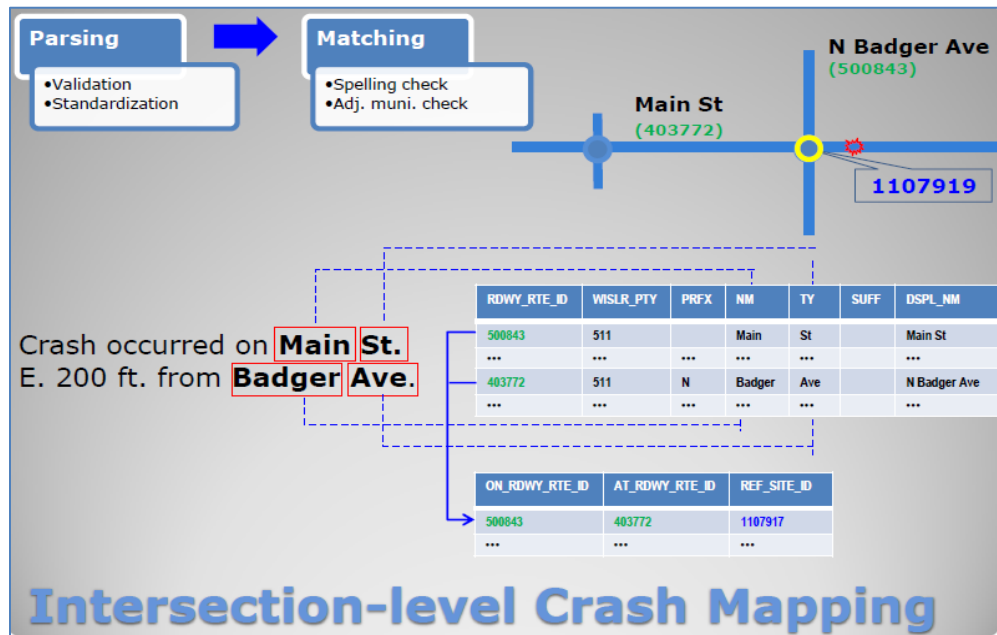 Parsing
•Validation
•Standardization
Matching
•Spelling check
•Adj. muni. check
N Badger Ave
(500843)
Main St
(403772)
1107919
Crash occurred on Main St.
E. 200 ft. from Badger Ave.
RDWY_RTE_ID WISLR_PTY PRFX NM TY SUFF DSPL_NM
500843 511 Main St Main St
••• ••• ••• ••• ••• •••
403772 511 N Badger Ave N Badger Ave
••• ••• ••• ••• ••• •••
ON_RDWY_RTE_ID AT_RDWY_RTE_ID REF_SITE_ID
500843 403772 1107917
••• ••• •••
Intersection-level Crash Mapping